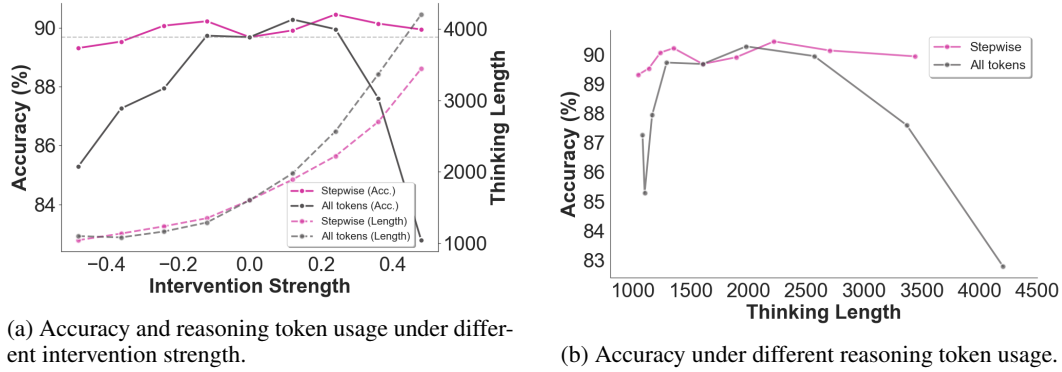 90
88
86
84
Accuracy (%)
4000
3000
2000
1000
Thinking Length
Stepwise (Acc.)
All tokens (Acc.)
Stepwise (Length)
All tokens (Length)
−0.4 −0.2 0.0 0.2 0.4
Intervention Strength
(a) Accuracy and reasoning token usage under differ-
ent intervention strength.
90
89
88
87
86
85
84
83
Accuracy (%)
Stepwise
All tokens
1000 1500 2000 2500 3000 3500 4000 4500
Thinking Length
(b) Accuracy under different reasoning token usage.